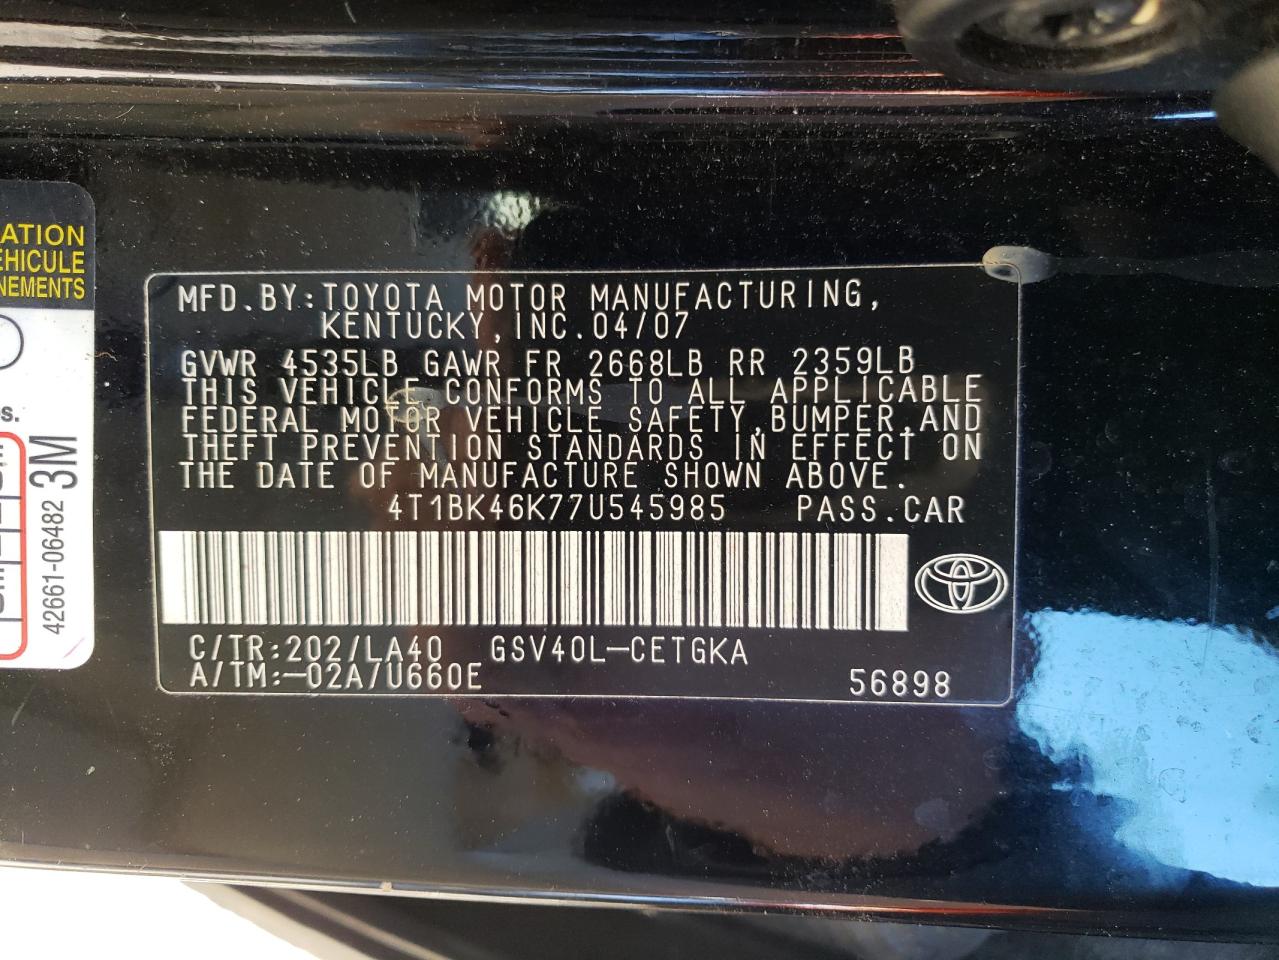 ATION
EHICULE
NEMENTS
s.
3M
42661-06482
MFD.BY:TOYOTA MOTOR MANUFACTURING,
KENTUCKY,INC.04/07
GVWR 4535LB GAWR FR 2668LB RR 2359LB
THIS VEHICLE CONFORMS TO ALL APPLICABLE
FEDERAL MOTOR VEHICLE SAFETY,BUMPER,AND
THEFT PREVENTION STANDARDS IN EFFECT ON
THE DATE OF MANUFACTURE SHOWN ABOVE.
4T1BK46K77U545985 PASS.CAR
C/TR:202/LA40 GSV40L-CETGKA
A/TM:-02A/U660E
56898